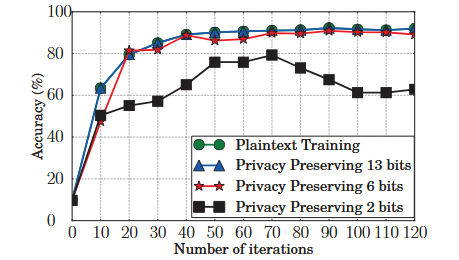 100
80
60
40
20
0
Accuracy (%)
Plaintext Training
Privacy Preserving 13 bits
Privacy Preserving 6 bits
Privacy Preserving 2 bits
0 10 20 30 40 50 60 70 80 90 100 110 120
Number of iterations